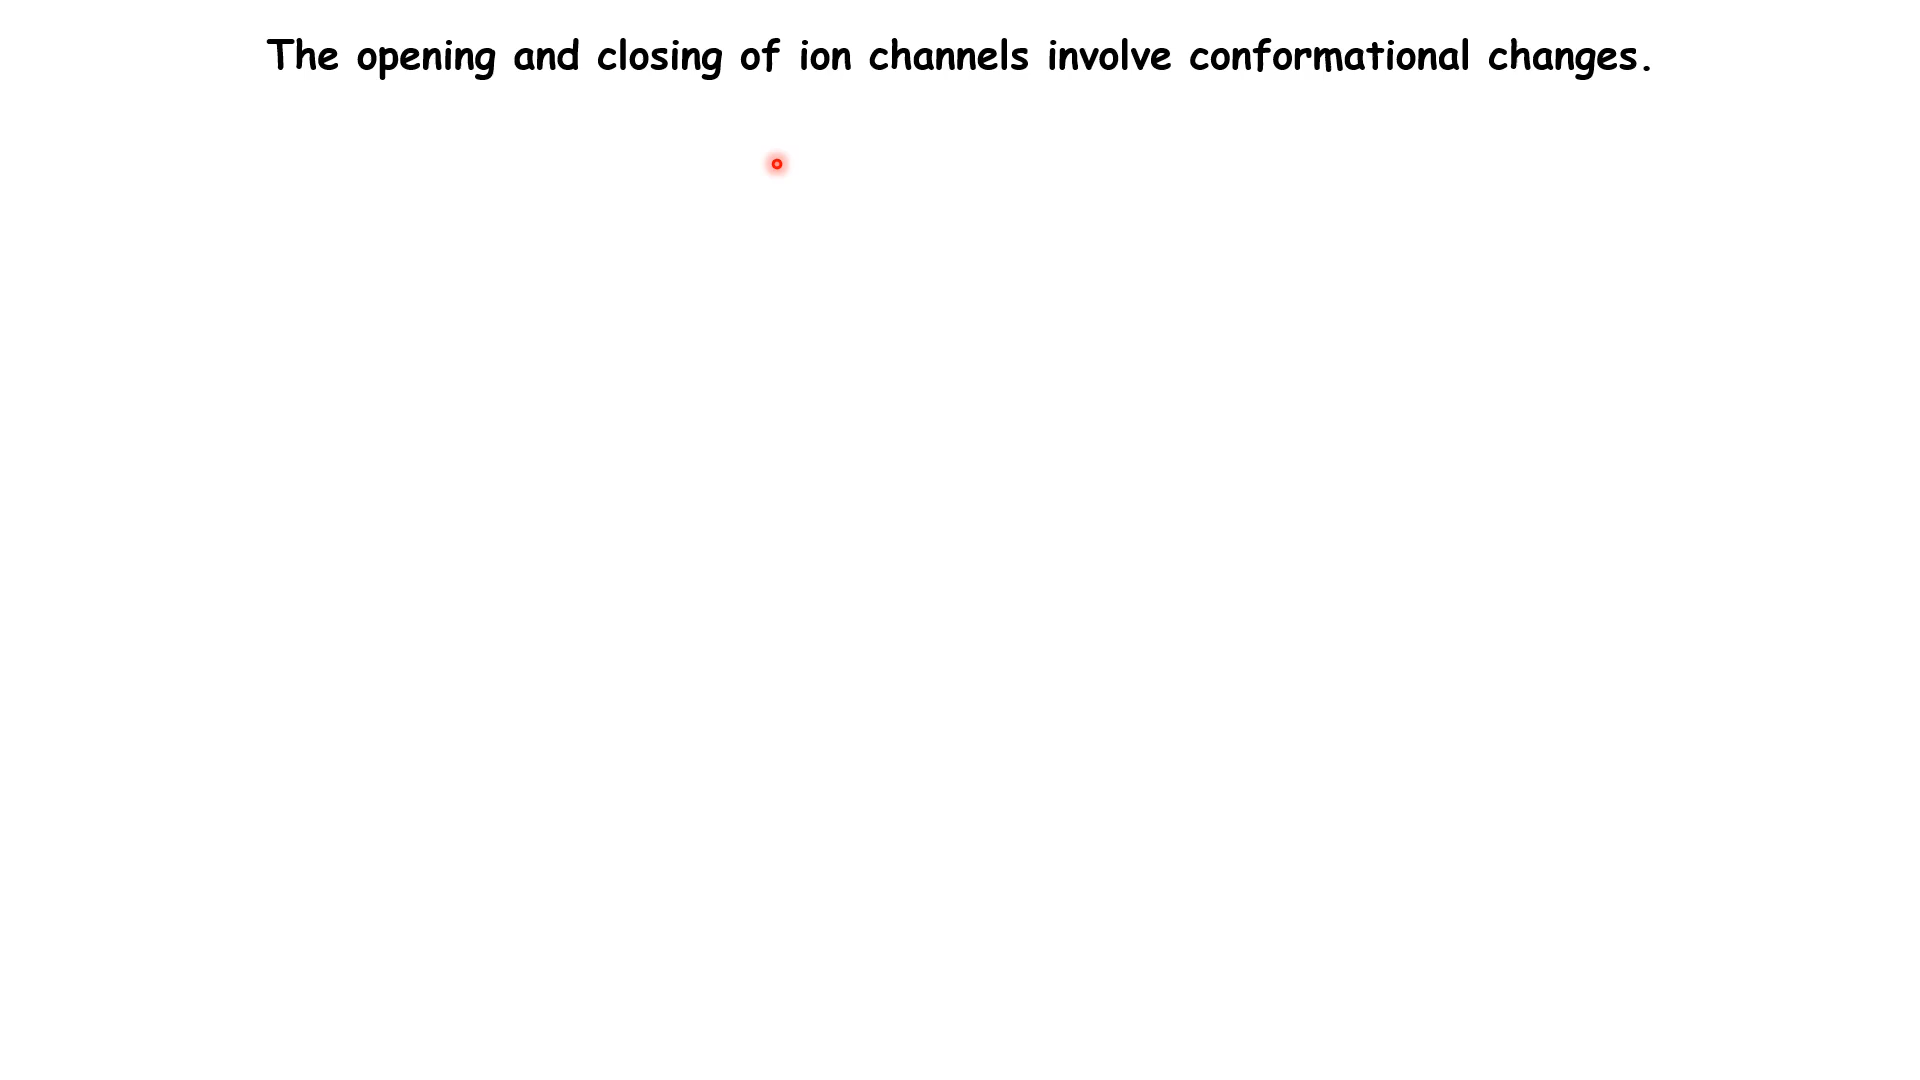 The opening and closing of ion channels involve conformational changes.